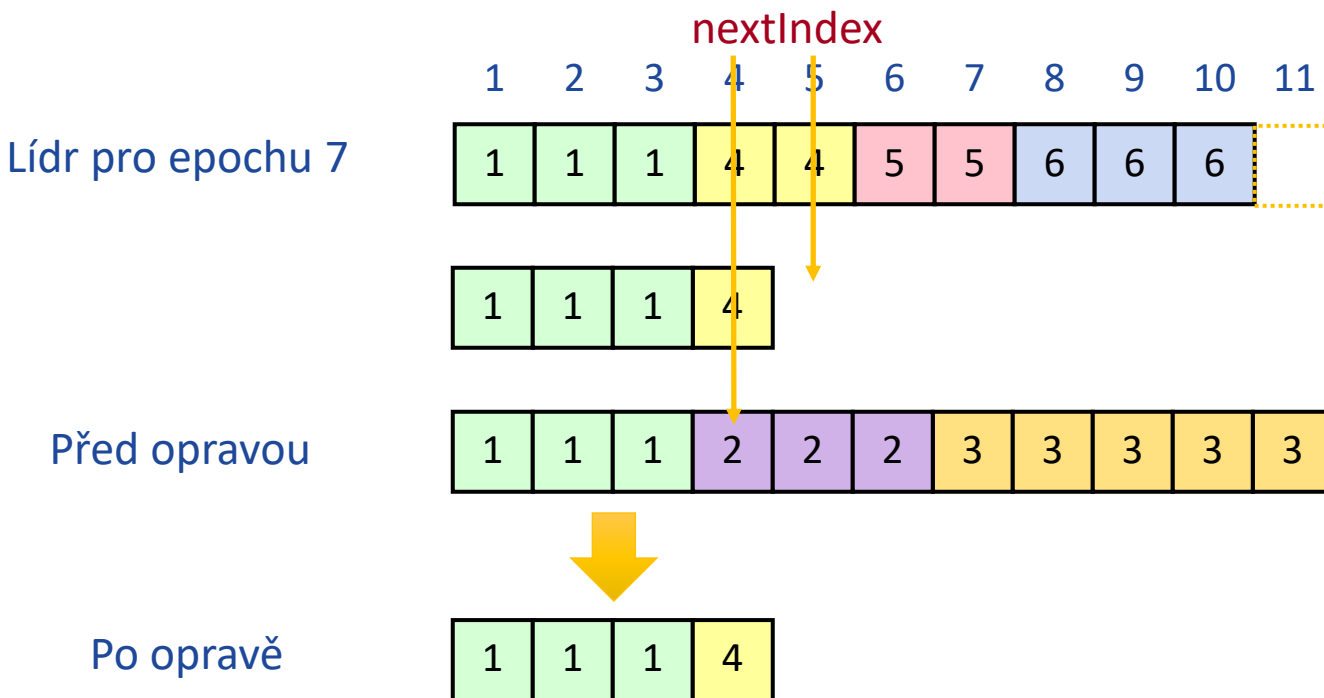 nextIndex
1 2 3 4 5 6 7 8 9 10 11
Lídr pro epochu 7 1 1 1 4 4 5 5 6 6 6
1 1 1 4
Před opravou 1 1 1 2 2 2 3 3 3 3 3
Po opravě 1 1 1 4